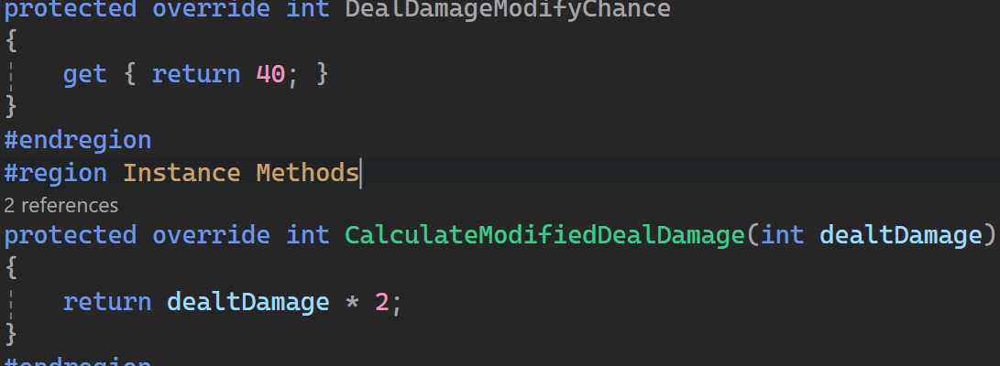 protected override int DealDamageModifyChance
{
get { return 40; }
}
#endregion
#region Instance Methods
2 references
protected override int CalculateModifiedDealDamage(int dealtDamage)
{
return dealtDamage * 2;
}
#endregion